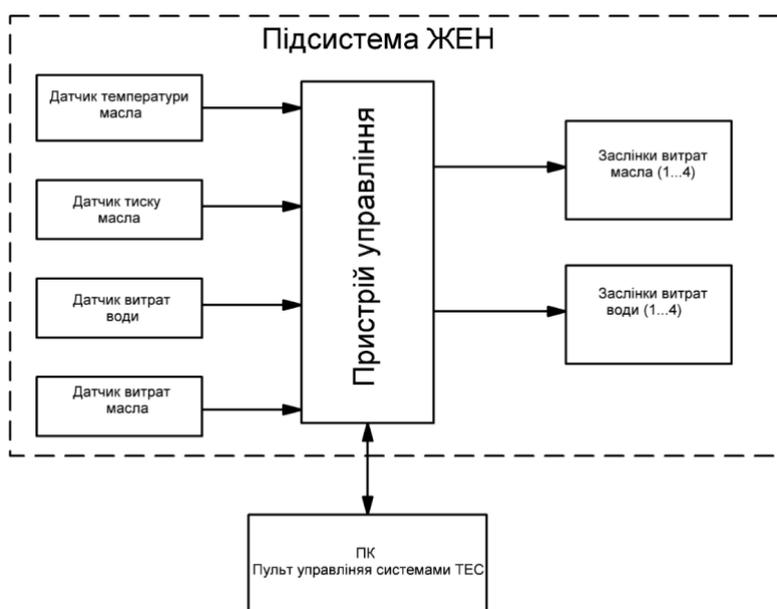 Підсистема ЖЕН
Датчик температури
масла
Датчик тиску
масла
Датчик витрат
води
Датчик витрат
масла
Пристрій управління
Заслінки витрат
масла (1...4)
Заслінки витрат
води (1...4)
ПК
Пульт управліняя системами ТЕС